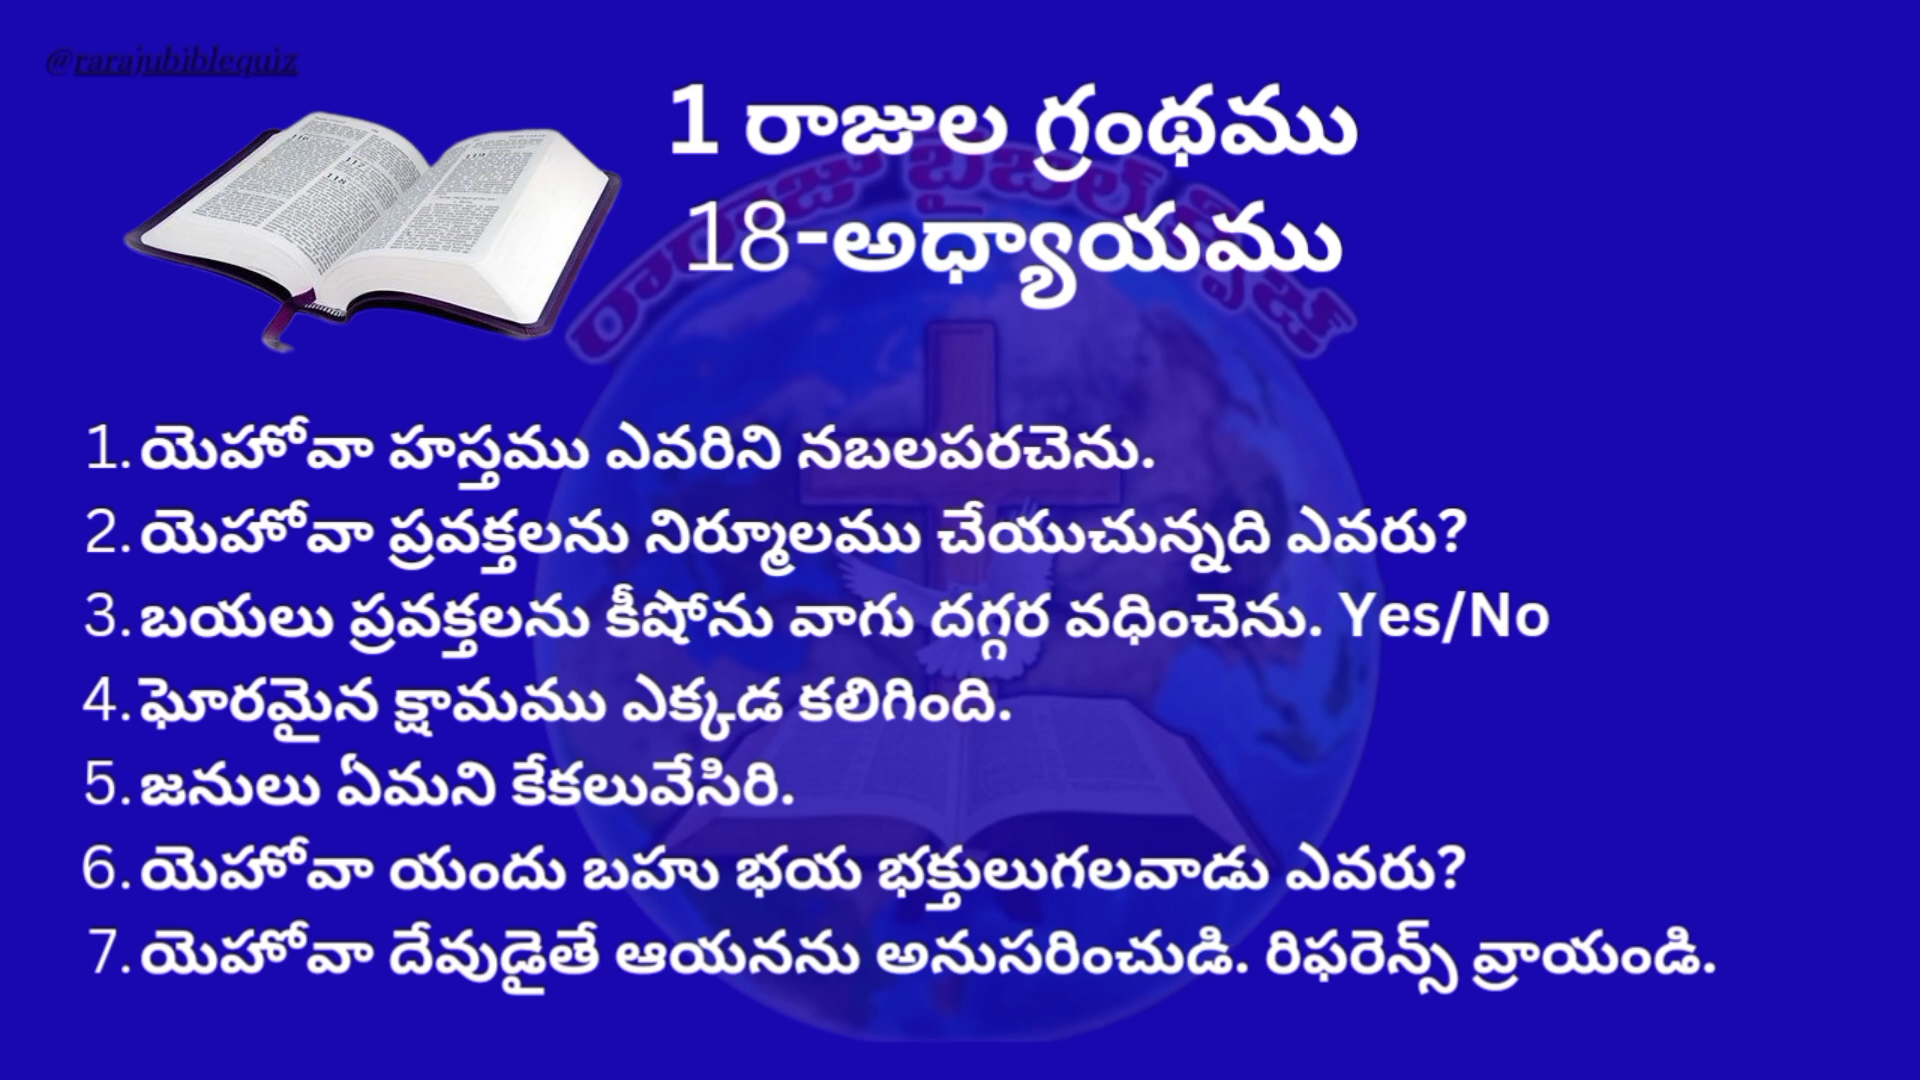 @rarajubiblequiz
1 రాజుల గ్రంథము
18-అధ్యాయము
రారాజు బైబిల్ క్విజ్
1. యెహోవా హస్తము ఎవరిని నబలపరచెను.
2. యెహోవా ప్రవక్తలను నిర్మూలము చేయుచున్నది ఎవరు?
3. బయలు ప్రవక్తలను కీషోను వాగు దగ్గర వధించెను. Yes/No
4. ఘోరమైన క్షామము ఎక్కడ కలిగింది.
5. జనులు ఏమని కేకలువేసిరి.
6. యెహోవా యందు బహు భయ భక్తులుగలవాడు ఎవరు?
7. యెహోవా దేవుడైతే ఆయనను అనుసరించుడి. రిఫరెన్స్ వ్రాయండి.